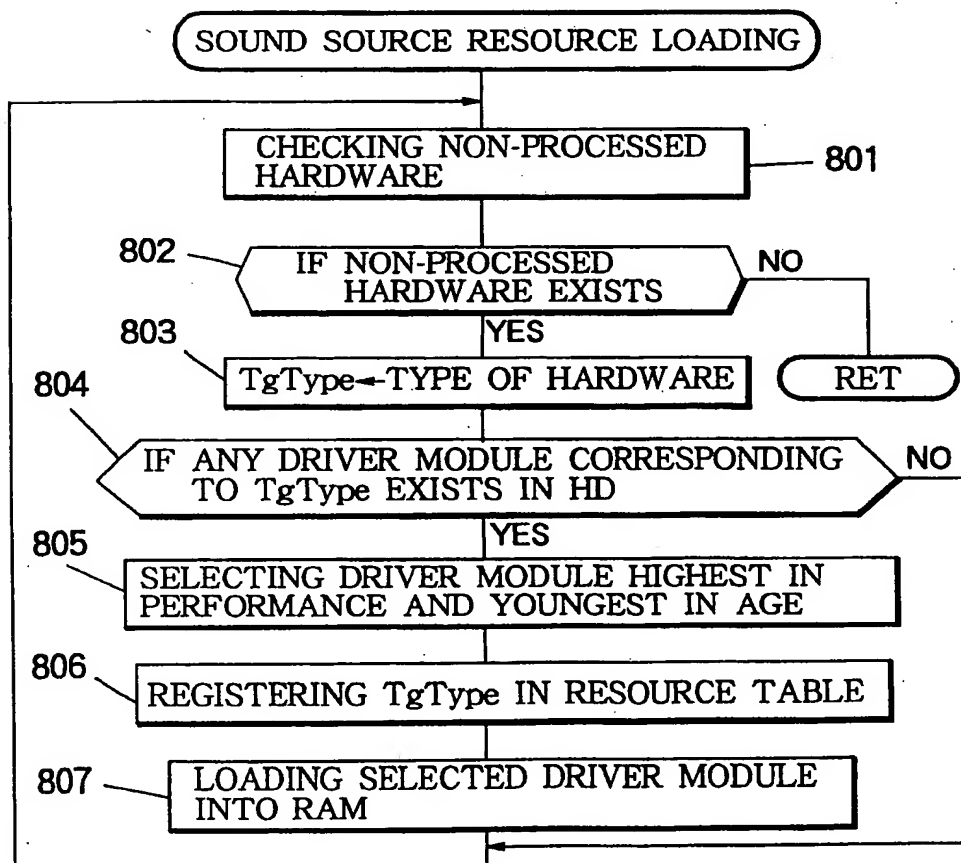 SOUND SOURCE RESOURCE LOADING
CHECKING NON-PROCESSED
HARDWARE
801
802
IF NON-PROCESSED
HARDWARE EXISTS
NO
YES
803
TgType←TYPE OF HARDWARE
RET
804
IF ANY DRIVER MODULE CORRESPONDING
TO TgType EXISTS IN HD
NO
YES
805
SELECTING DRIVER MODULE HIGHEST IN
PERFORMANCE AND YOUNGEST IN AGE
806
REGISTERING TgType IN RESOURCE TABLE
807
LOADING SELECTED DRIVER MODULE
INTO RAM